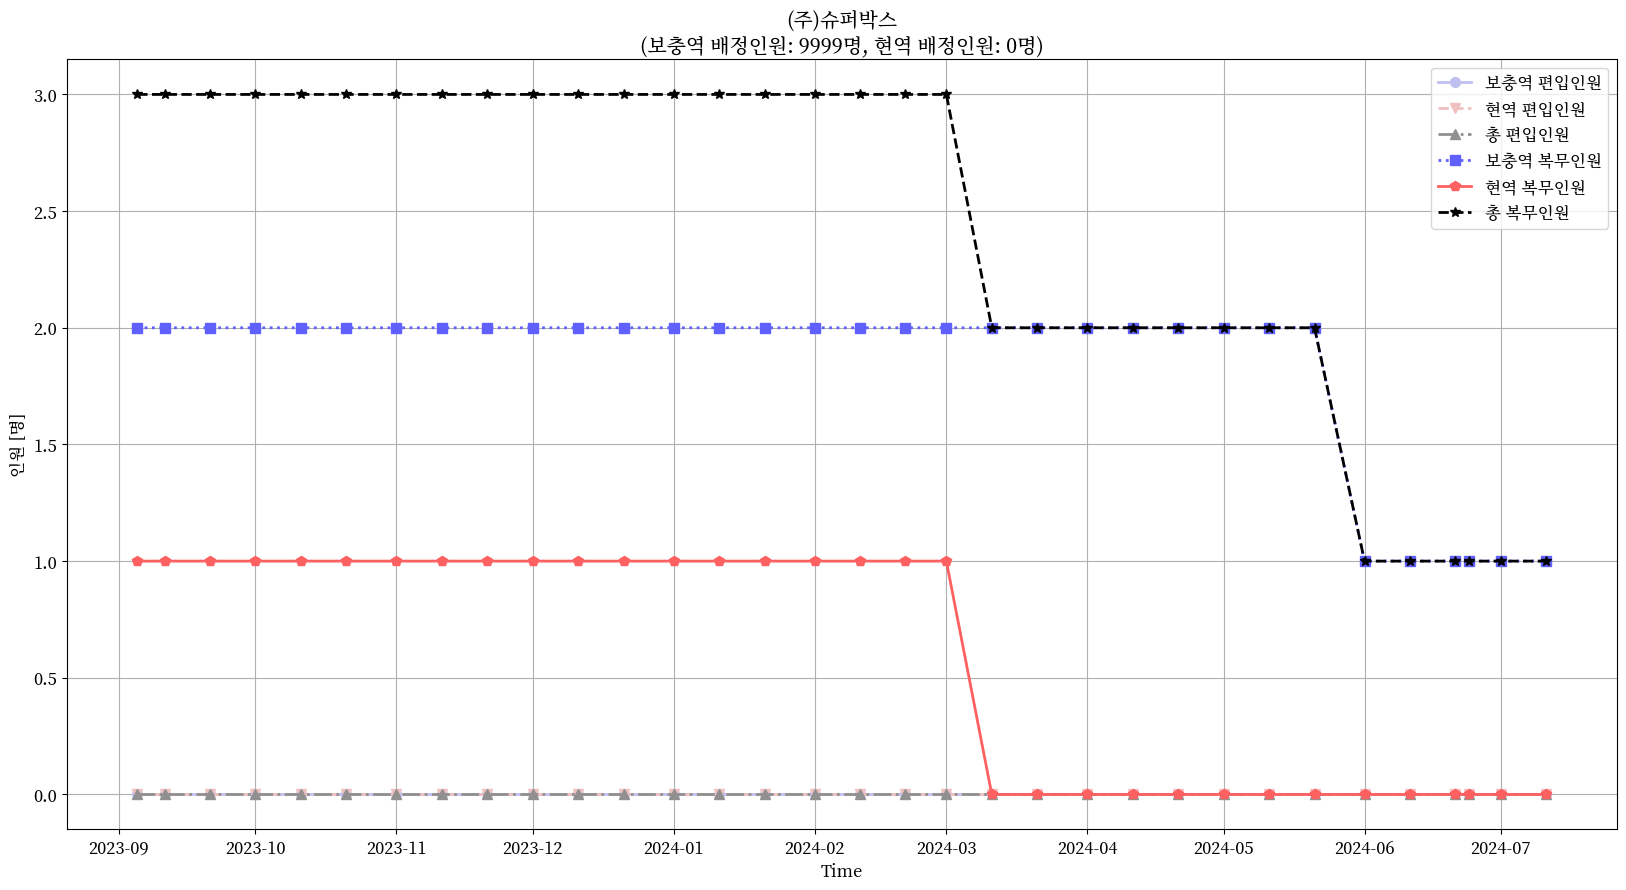 (주)슈퍼박스
(보충역 배정인원: 9999명, 현역 배정인원: 0명)
보충역 편입인원
현역 편입인원
총 편입인원
보충역 복무인원
현역 복무인원
총 복무인원
3.0
2.5
2.0
1.5
1.0
0.5
0.0
인원 [명]
2023-09 2023-10 2023-11 2023-12 2024-01 2024-02 2024-03 2024-04 2024-05 2024-06 2024-07
Time